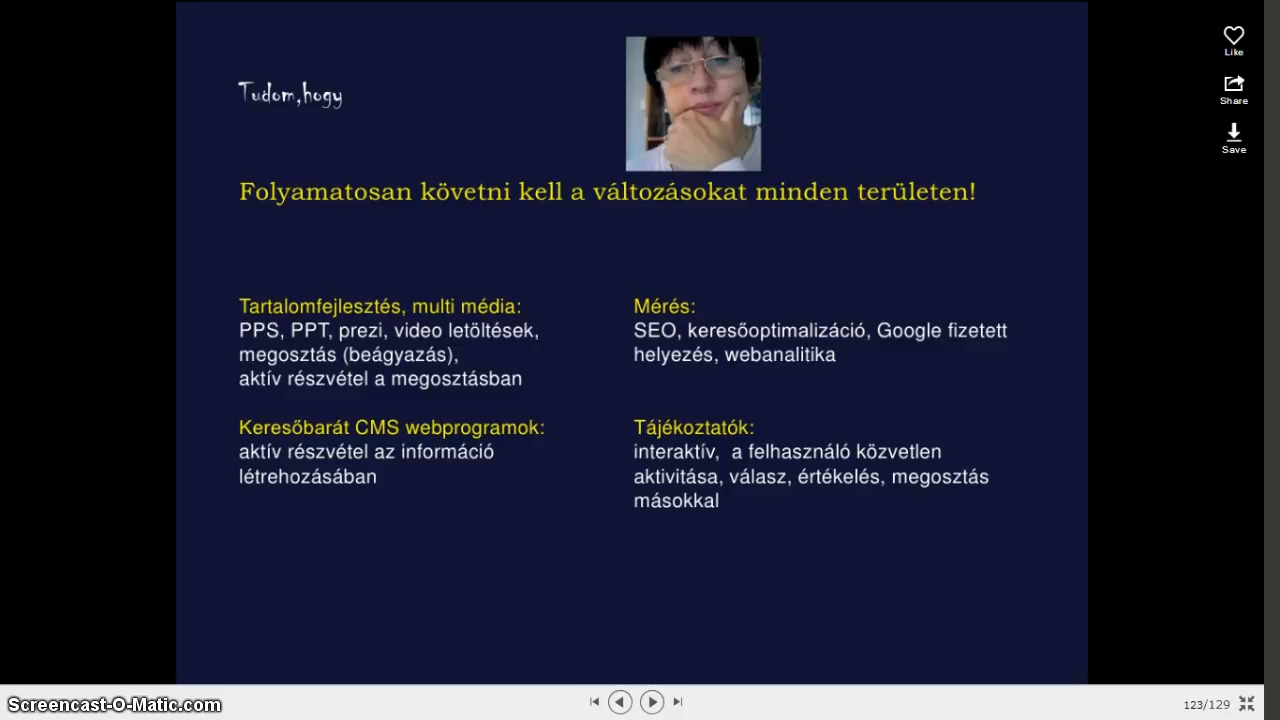 Tudom,hogy
Folyamatosan követni kell a változásokat minden területen!
Tartalomfejlesztés, multi média:
PPS, PPT, prezi, video letöltések,
megosztás (beágyazás),
aktív részvétel a megosztásban
Keresőbarát CMS webprogramok:
aktív részvétel az információ
létrehozásában
Mérés:
SEO, keresőoptimalizáció, Google fizetett
helyezés, webanalitika
Tájékoztatók:
interaktív,  a felhasználó közvetlen
aktivitása, válasz, értékelés, megosztás
másokkal
Like
Share
Save
Screencast-O-Matic.com
123/129